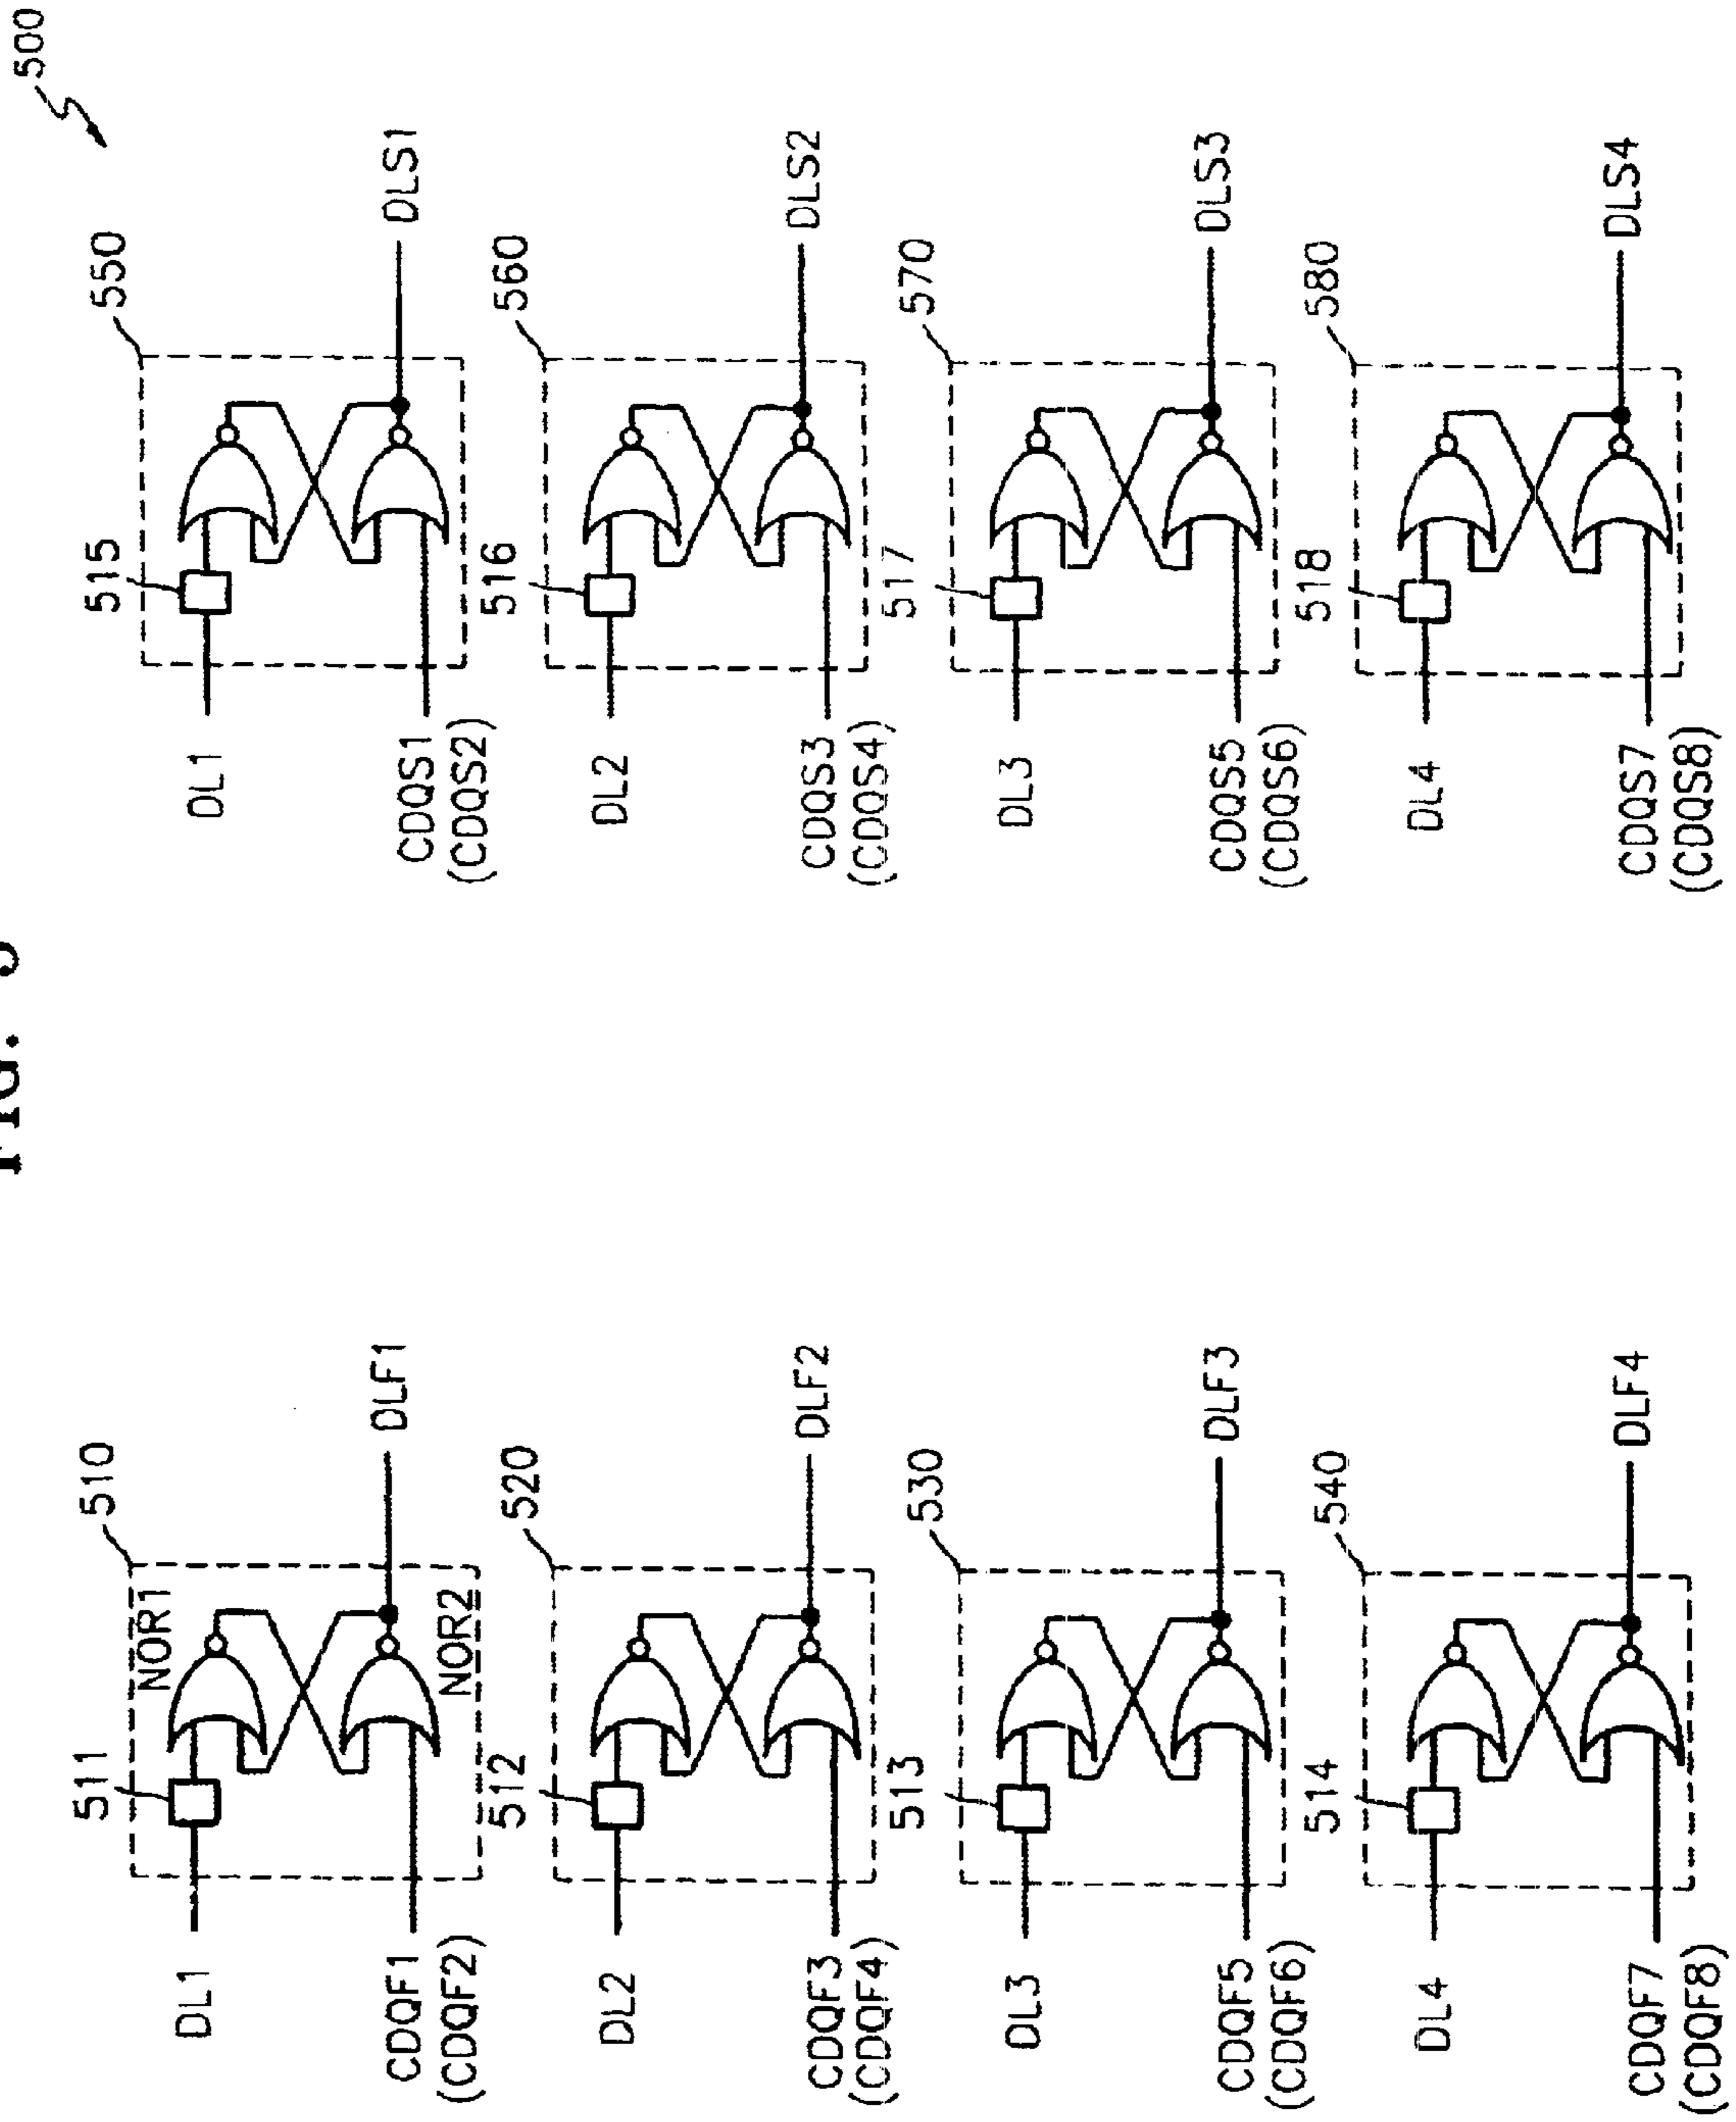 FIG.
500
511
510
NOR1
DL1
DLF1
CDQF1
(CDQF2)
NOR2
512
520
DL2
DLF2
CDQF3
(CDQF4)
513
530
DL3
DLF3
CDQF5
(CDQF6)
514
540
DL4
DLF4
CDQF7
(CDQF8)
515
550
DL1
DLS1
CDQS1
(CDQS2)
516
560
DL2
DLS2
CDQS3
(CDQS4)
517
570
DL3
DLS3
CDQS5
(CDQS6)
518
580
DL4
DLS4
CDQS7
(CDQS8)